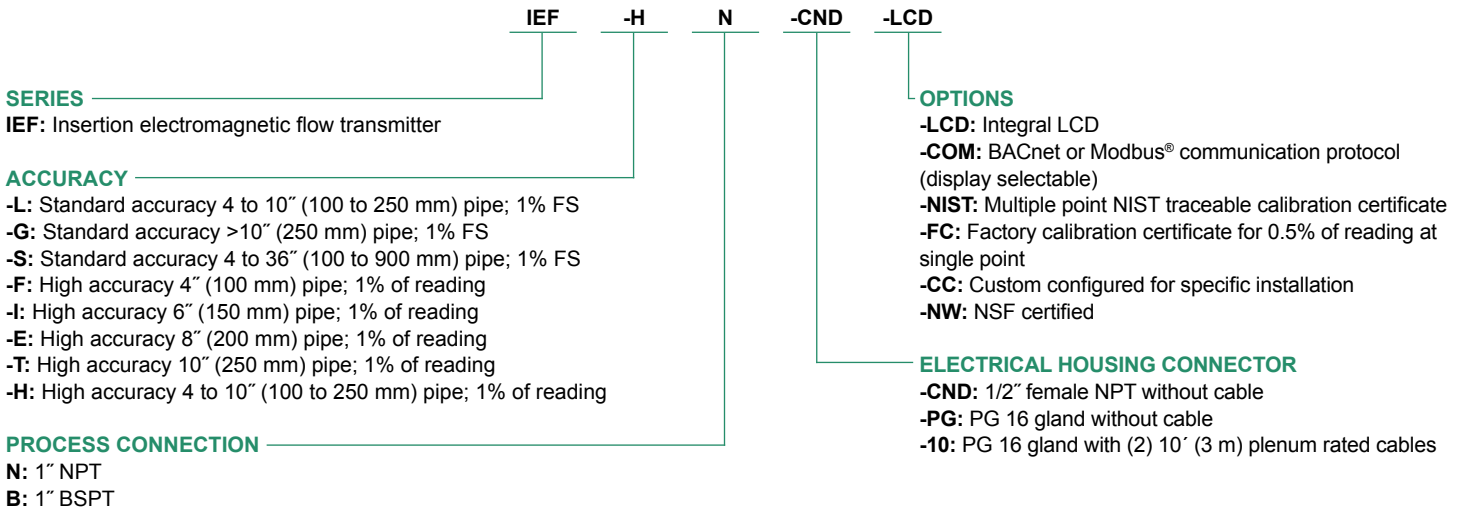 IEF -H N -CND -LCD
SERIES
IEF: Insertion electromagnetic flow transmitter
ACCURACY
-L: Standard accuracy 4 to 10˝ (100 to 250 mm) pipe; 1% FS
-G: Standard accuracy >10˝ (250 mm) pipe; 1% FS
-S: Standard accuracy 4 to 36˝ (100 to 900 mm) pipe; 1% FS
-F: High accuracy 4˝ (100 mm) pipe; 1% of reading
-I: High accuracy 6˝ (150 mm) pipe; 1% of reading
-E: High accuracy 8˝ (200 mm) pipe; 1% of reading
-T: High accuracy 10˝ (250 mm) pipe; 1% of reading
-H: High accuracy 4 to 10˝ (100 to 250 mm) pipe; 1% of reading
PROCESS CONNECTION
N: 1˝ NPT
B: 1˝ BSPT
OPTIONS
-LCD: Integral LCD
-COM: BACnet or Modbus® communication protocol
(display selectable)
-NIST: Multiple point NIST traceable calibration certificate
-FC: Factory calibration certificate for 0.5% of reading at
single point
-CC: Custom configured for specific installation
-NW: NSF certified
ELECTRICAL HOUSING CONNECTOR
-CND: 1/2˝ female NPT without cable
-PG: PG 16 gland without cable
-10: PG 16 gland with (2) 10´ (3 m) plenum rated cables